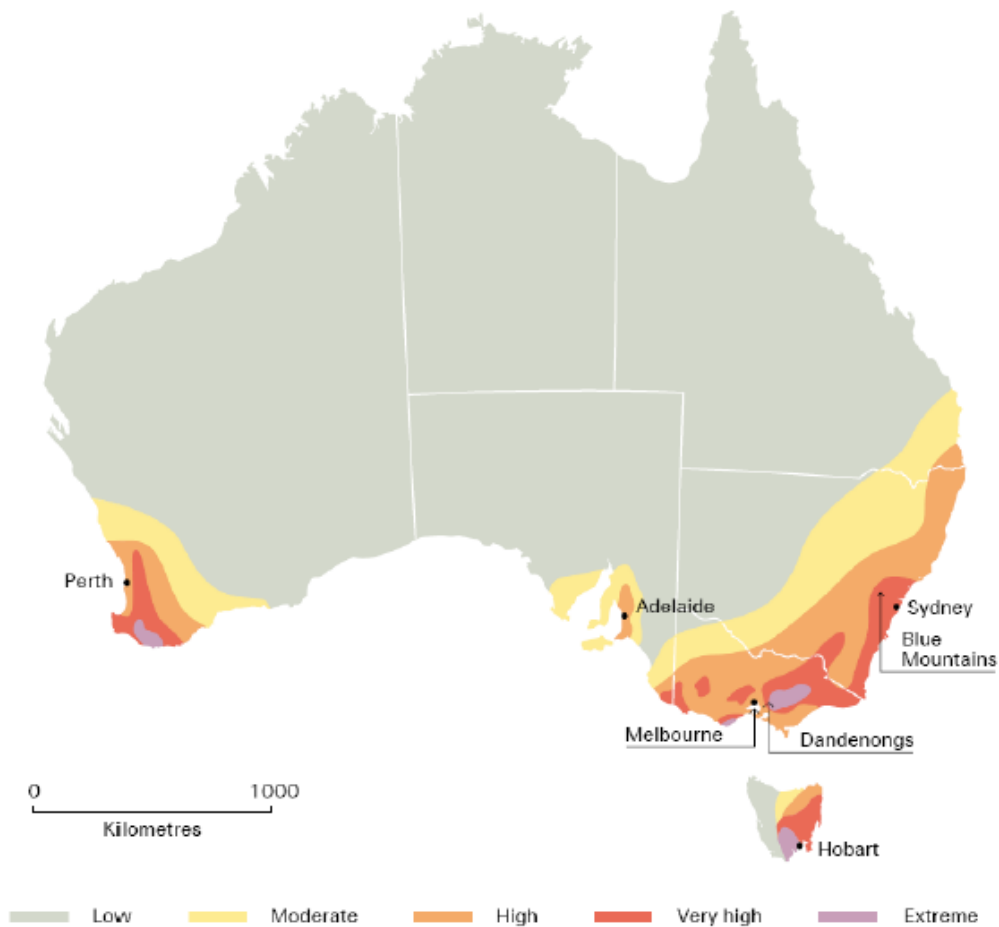 Perth
Adelaide
Sydney
Blue
Mountains
Melbourne
Dandenongs
0 1000
Kilometres
Hobart
Low Moderate High Very high Extreme